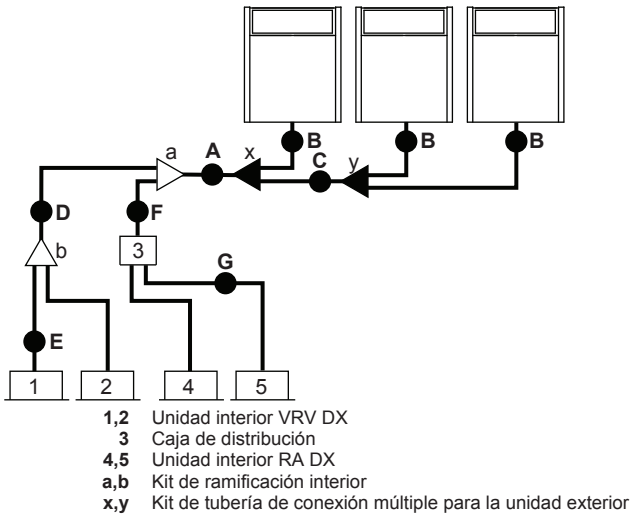 B
B
B
a
A
x
C
y
D
F
b
3
G
E
1
2
4
5
1,2 Unidad interior VRV DX
3 Caja de distribución
4,5 Unidad interior RA DX
a,b Kit de ramificación interior
x,y Kit de tubería de conexión múltiple para la unidad exterior